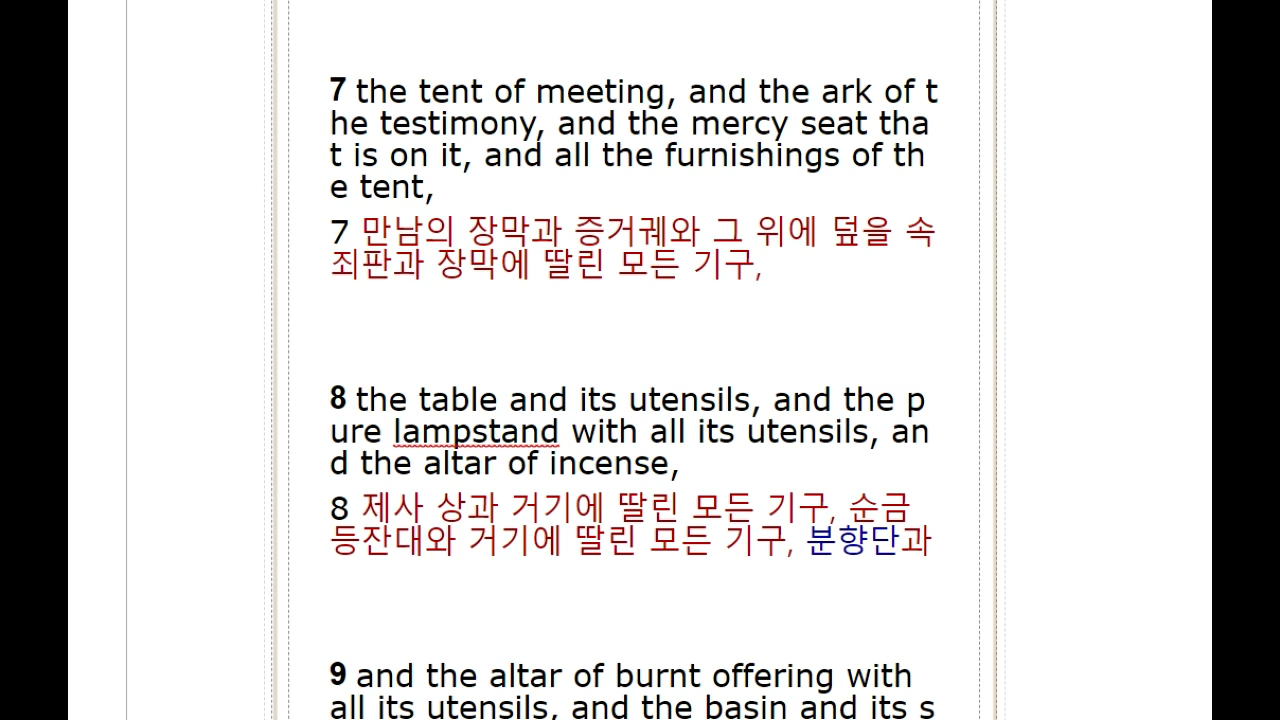 7 the tent of meeting, and the ark of t
he testimony, and the mercy seat tha
t is on it, and all the furnishings of th
e tent,
7 만남의 장막과 증거궤와 그 위에 덮을 속
죄판과 장막에 딸린 모든 기구,
8 the table and its utensils, and the p
ure lampstand with all its utensils, an
d the altar of incense,
8 제사 상과 거기에 딸린 모든 기구, 순금
등잔대와 거기에 딸린 모든 기구, 분향단과
9 and the altar of burnt offering with
all its utensils, and the basin and its s